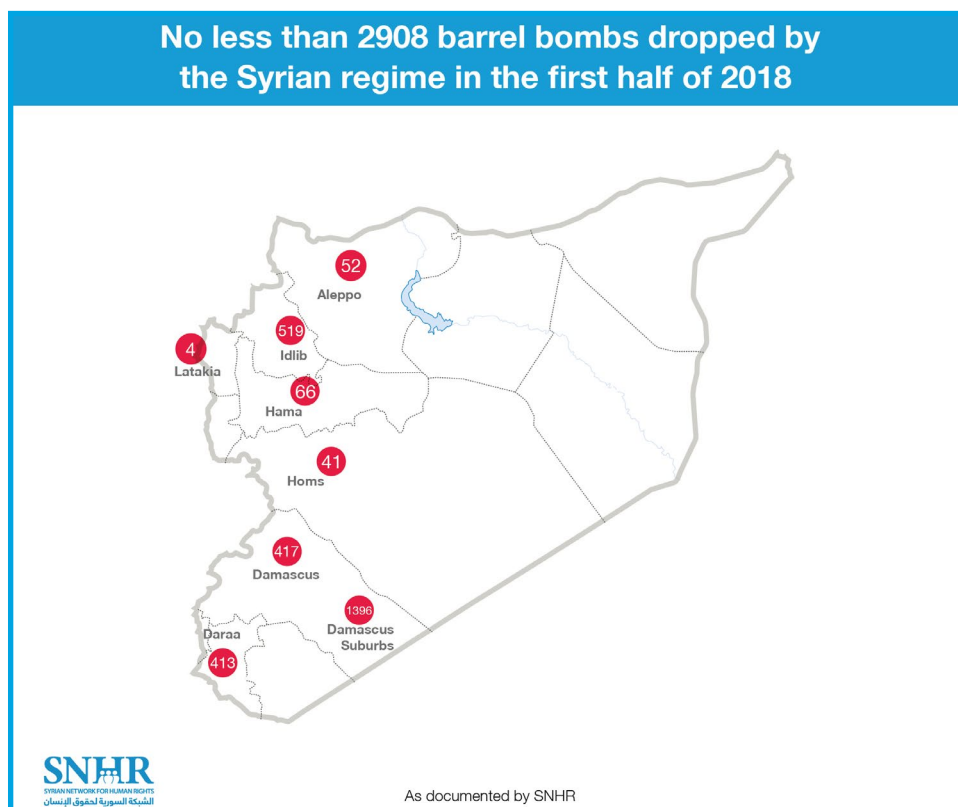 No less than 2908 barrel bombs dropped by
the Syrian regime in the first half of 2018
52
Aleppo
519
Idlib
4
Latakia
66
Hama
41
Homs
417
Damascus
1396
Damascus
Suburbs
Daraa
413
SNHR
SYRIAN NETWORK FOR HUMAN RIGHTS
الشبكة السورية لحقوق الإنسان
As documented by SNHR